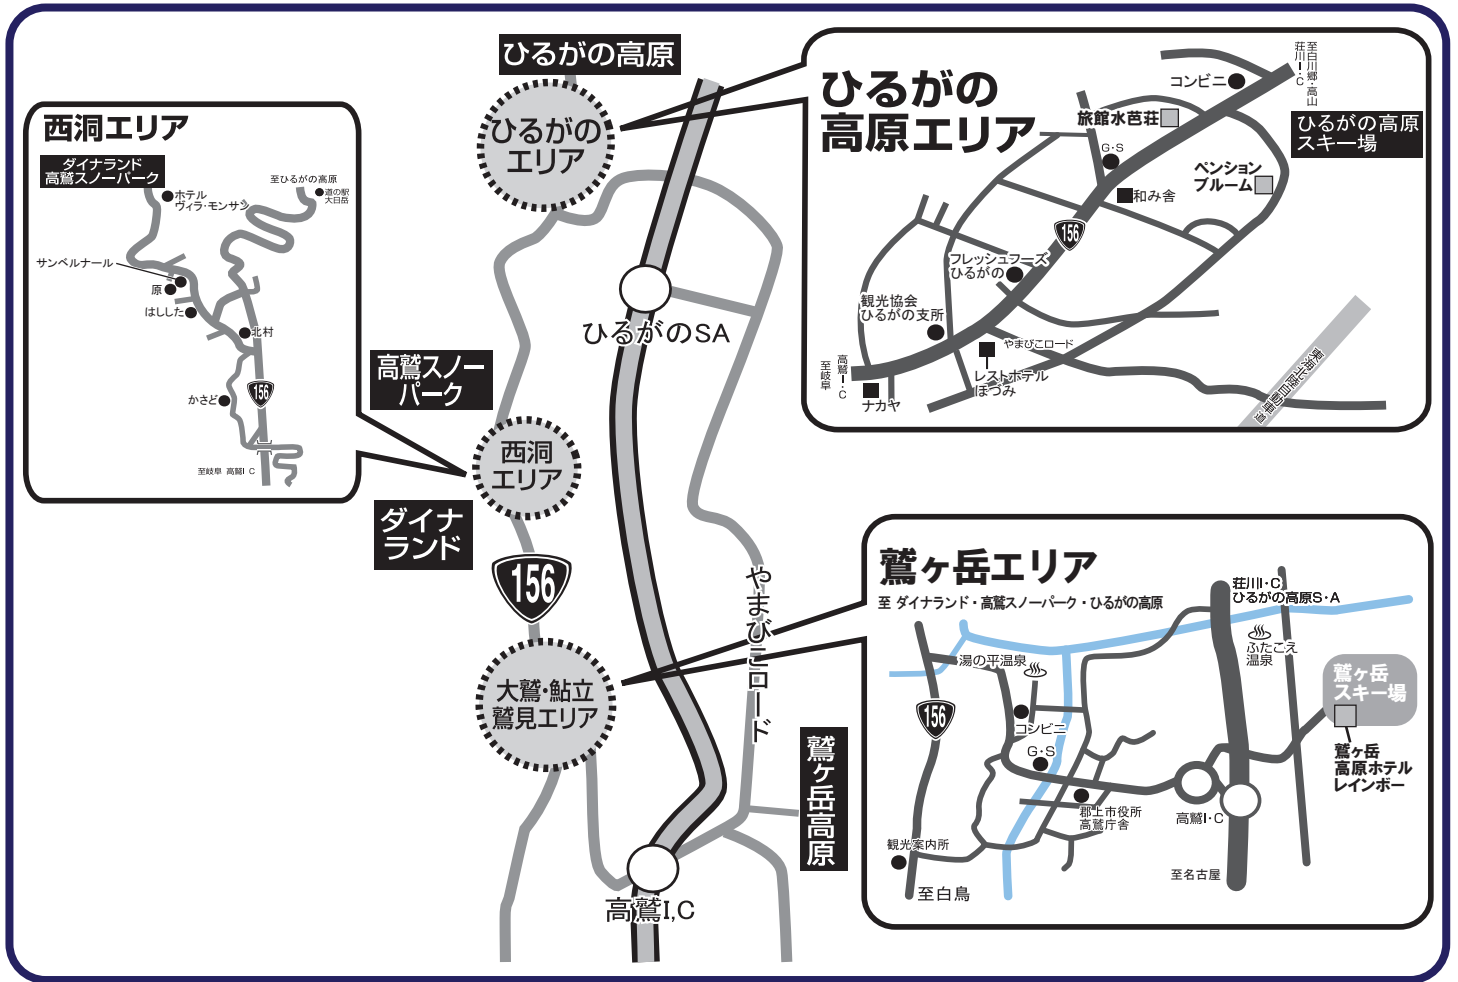 ひるがの高原
ひるがの
エリア
ひるがのSA
高鷲スノー
パーク
西洞
エリア
ダイナ
ランド
156
大鷲・鮎立
鷲見エリア
やまびこロード
鷲ヶ岳高原
高鷲I,C
西洞エリア
ダイナランド
高鷲スノーパーク
ホテル
ヴィラ・モンサン
至ひるがの高原
道の駅
大日岳
サンベルナール
原
はしした
北村
156
かさど
至岐阜 高鷲I C
ひるがの
高原エリア
コンビニ
至白川郷・高山
荘川I・C
ひるがの高原
スキー場
旅館水芭荘
G・S
ペンション
ブルーム
和み舎
156
フレッシュフーズ
ひるがの
観光協会
ひるがの支所
やまびこロード
高鷲I・C
至岐阜
レストホテル
ほづみ
ナカヤ
東海北陸自動車道
鷲ヶ岳エリア
至 ダイナランド・高鷲スノーパーク・ひるがの高原
荘川I・C
ひるがの高原S・A
ふたこえ
温泉
湯の平温泉
鷲ヶ岳
スキー場
156
コンビニ
G・S
鷲ヶ岳
高原ホテル
レインボー
郡上市役所
高鷲庁舎
高鷲I・C
観光案内所
至名古屋
至白鳥